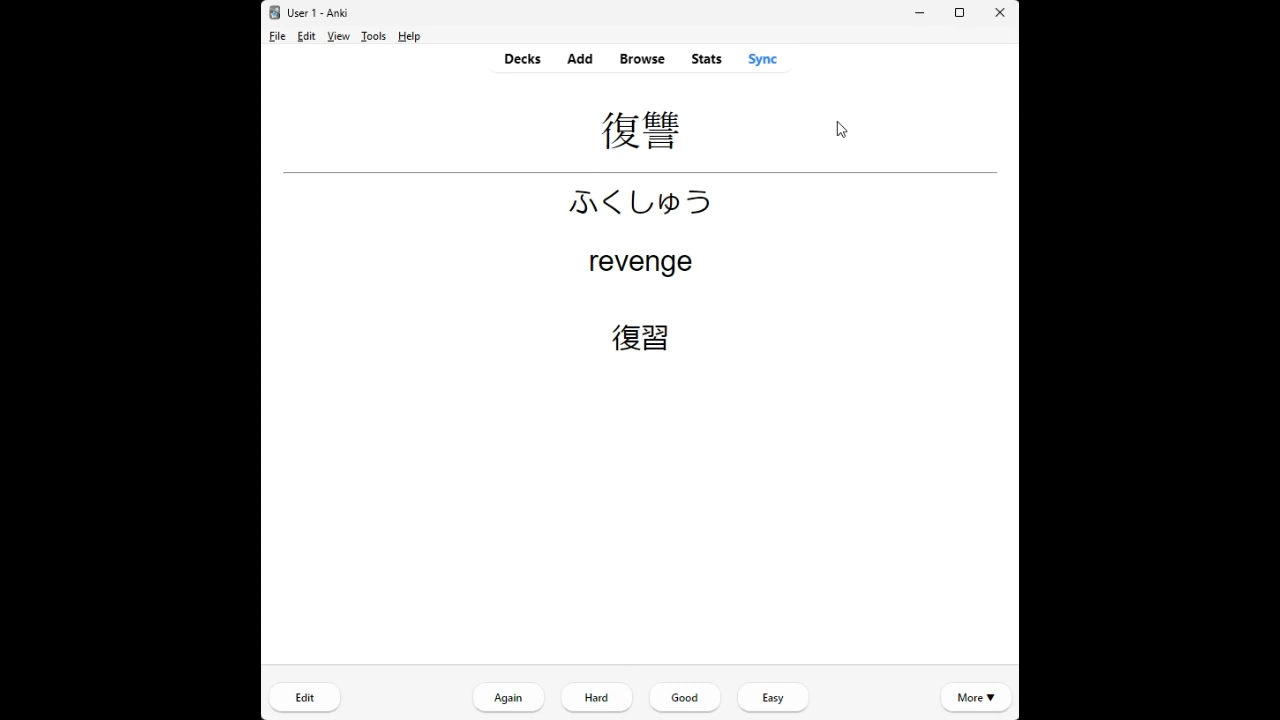 User 1 - Anki
File Edit View Tools Help
Decks Add Browse Stats Sync
復讐
ふくしゅう
revenge
復習
Edit Again Hard Good Easy More ▼